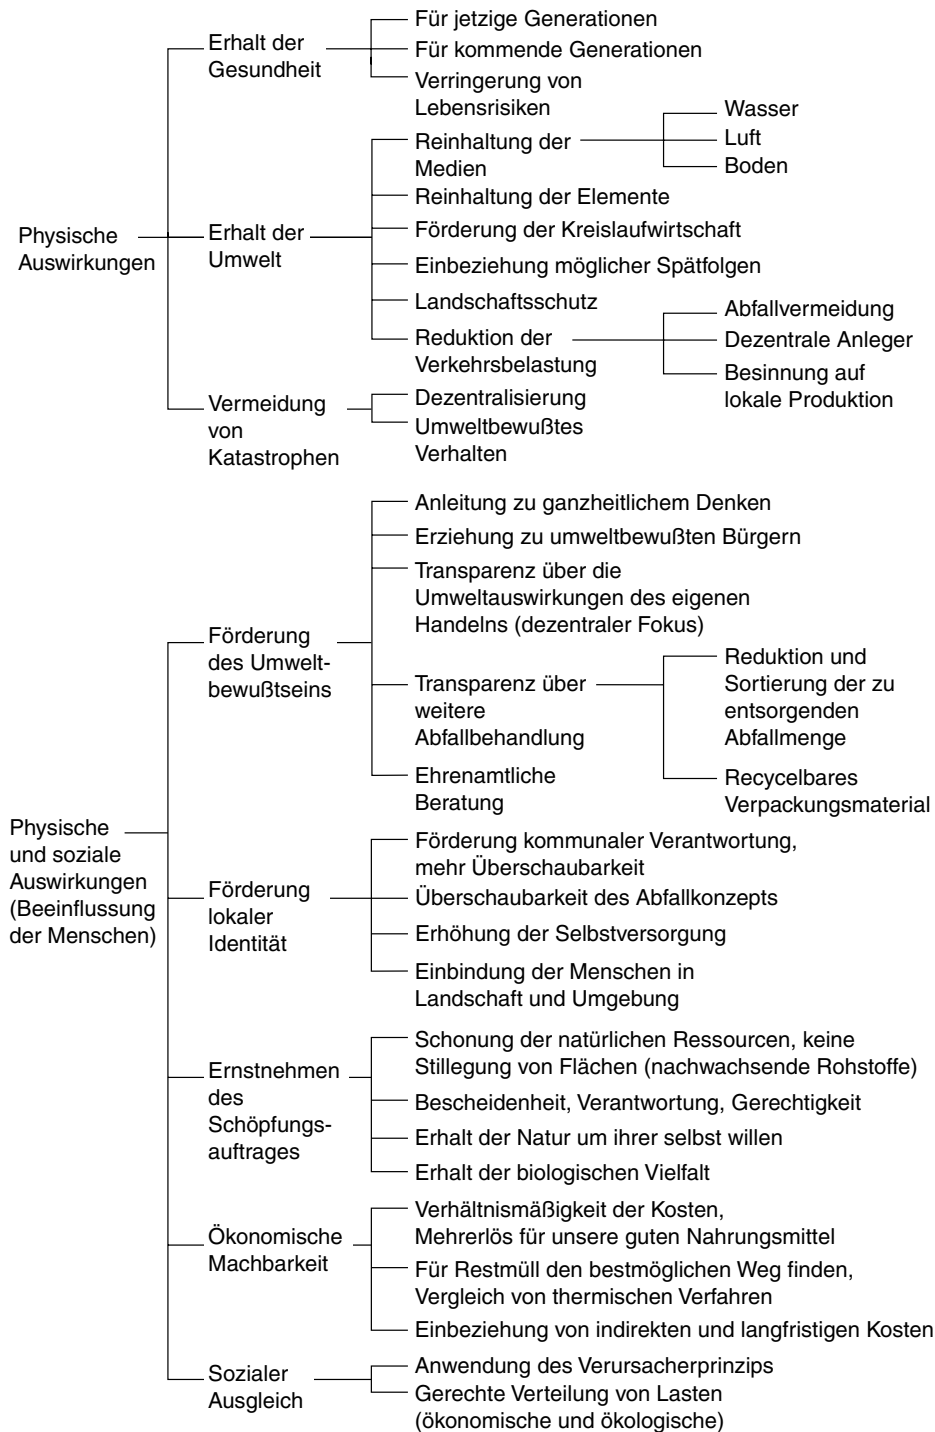 Physische
Auswirkungen
Erhalt der
Gesundheit
Für jetzige Generationen
Für kommende Generationen
Verringerung von
Lebensrisiken
Erhalt der
Umwelt
Reinhaltung der
Medien
Wasser
Luft
Boden
Reinhaltung der Elemente
Förderung der Kreislaufwirtschaft
Einbeziehung möglicher Spätfolgen
Landschaftsschutz
Reduktion der
Verkehrsbelastung
Abfallvermeidung
Dezentrale Anleger
Besinnung auf
lokale Produktion
Vermeidung
von
Katastrophen
Dezentralisierung
Umweltbewußtes
Verhalten
Physische
und soziale
Auswirkungen
(Beeinflussung
der Menschen)
Förderung
des Umwelt-
bewußtseins
Anleitung zu ganzheitlichem Denken
Erziehung zu umweltbewußten Bürgern
Transparenz über die
Umweltauswirkungen des eigenen
Handelns (dezentraler Fokus)
Transparenz über
weitere
Abfallbehandlung
Reduktion und
Sortierung der zu
entsorgenden
Abfallmenge
Recycelbares
Verpackungsmaterial
Ehrenamtliche
Beratung
Förderung
lokaler
Identität
Förderung kommunaler Verantwortung,
mehr Überschaubarkeit
Überschaubarkeit des Abfallkonzepts
Erhöhung der Selbstversorgung
Einbindung der Menschen in
Landschaft und Umgebung
Ernstnehmen
des
Schöpfungs-
auftrages
Schonung der natürlichen Ressourcen, keine
Stillegung von Flächen (nachwachsende Rohstoffe)
Bescheidenheit, Verantwortung, Gerechtigkeit
Erhalt der Natur um ihrer selbst willen
Erhalt der biologischen Vielfalt
Ökonomische
Machbarkeit
Verhältnismäßigkeit der Kosten,
Mehrerlös für unsere guten Nahrungsmittel
Für Restmüll den bestmöglichen Weg finden,
Vergleich von thermischen Verfahren
Einbeziehung von indirekten und langfristigen Kosten
Sozialer
Ausgleich
Anwendung des Verursacherprinzips
Gerechte Verteilung von Lasten
(ökonomische und ökologische)